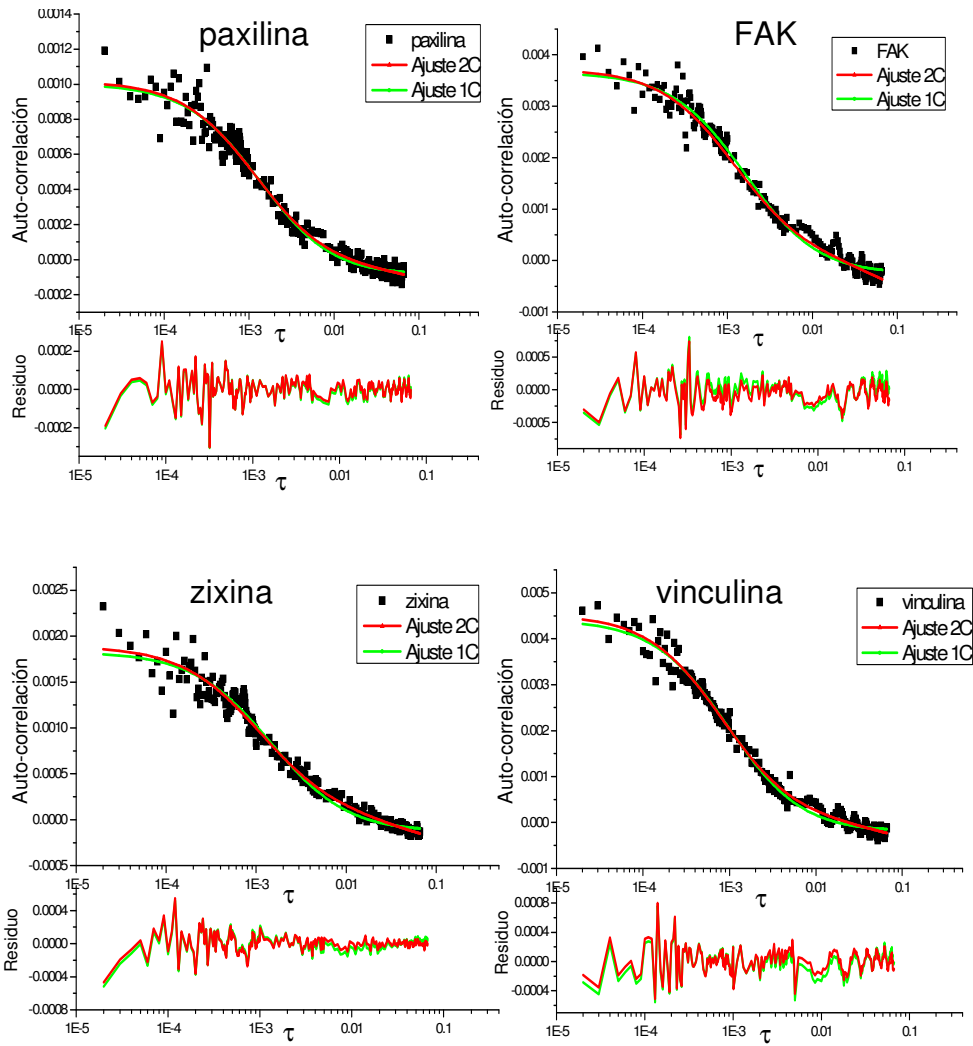 paxilina
paxilina
Ajuste 2C
Ajuste 1C
Auto-correlación
0.0014
0.0012
0.0010
0.0008
0.0006
0.0004
0.0002
0.0000
-0.0002
1E-5
1E-4
1E-3
0.01
0.1
τ
Residuo
0.0002
0.0000
-0.0002
1E-5
1E-4
1E-3
0.01
0.1
τ
FAK
FAK
Ajuste 2C
Ajuste 1C
Auto-correlación
0.004
0.003
0.002
0.001
0.000
-0.001
1E-5
1E-4
1E-3
0.01
0.1
τ
Residuo
0.0005
0.0000
-0.0005
1E-5
1E-4
1E-3
0.01
0.1
τ
zixina
zixina
Ajuste 2C
Ajuste 1C
Auto-correlación
0.0025
0.0020
0.0015
0.0010
0.0005
0.0000
-0.0005
1E-5
1E-4
1E-3
0.01
0.1
τ
Residuo
0.0004
0.0000
-0.0004
-0.0008
1E-5
1E-4
1E-3
0.01
0.1
τ
vinculina
vinculina
Ajuste 2C
Ajuste 1C
Auto-correlación
0.005
0.004
0.003
0.002
0.001
0.000
-0.001
1E-5
1E-4
1E-3
0.01
0.1
τ
Residuo
0.0008
0.0004
0.0000
-0.0004
1E-5
1E-4
1E-3
0.01
0.1
τ